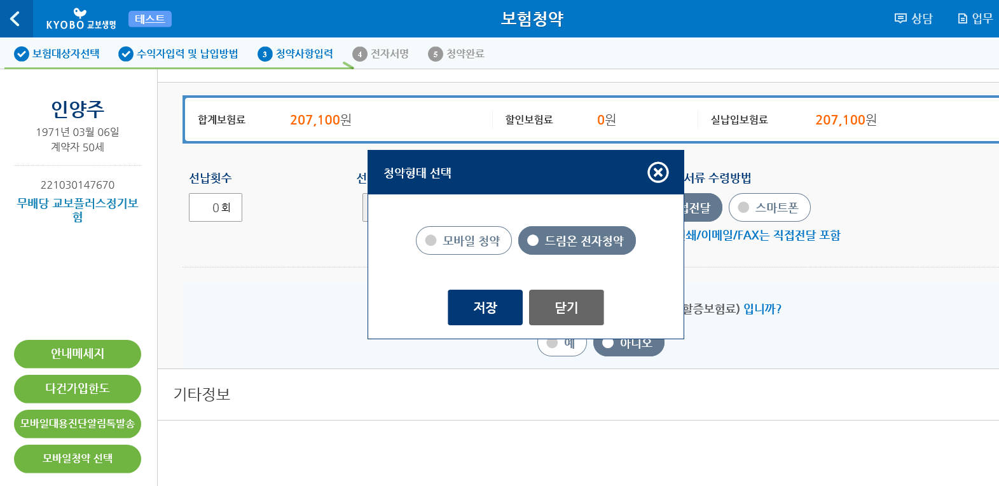 KYOBO 교보생명
테스트
보험청약
상담
업무
보험대상자선택
수익자입력 및 납입방법
3 청약사항입력
4 전자서명
5 청약완료
인양주
1971년 03월 06일
계약자 50세
221030147670
무배당 교보플러스정기보
험
안내메세지
다건가입한도
모바일대용진단알림톡발송
모바일청약 선택
합계보험료 207,100원
할인보험료 0원
실납입보험료 207,100원
선납횟수
선
서류 수령방법
0 회
접전달
스마트폰
쇄/이메일/FAX는 직접전달 포함
청약형태 선택
모바일 청약
드림온 전자청약
저장
닫기
할증보험료) 입니까?
예
아니오
기타정보